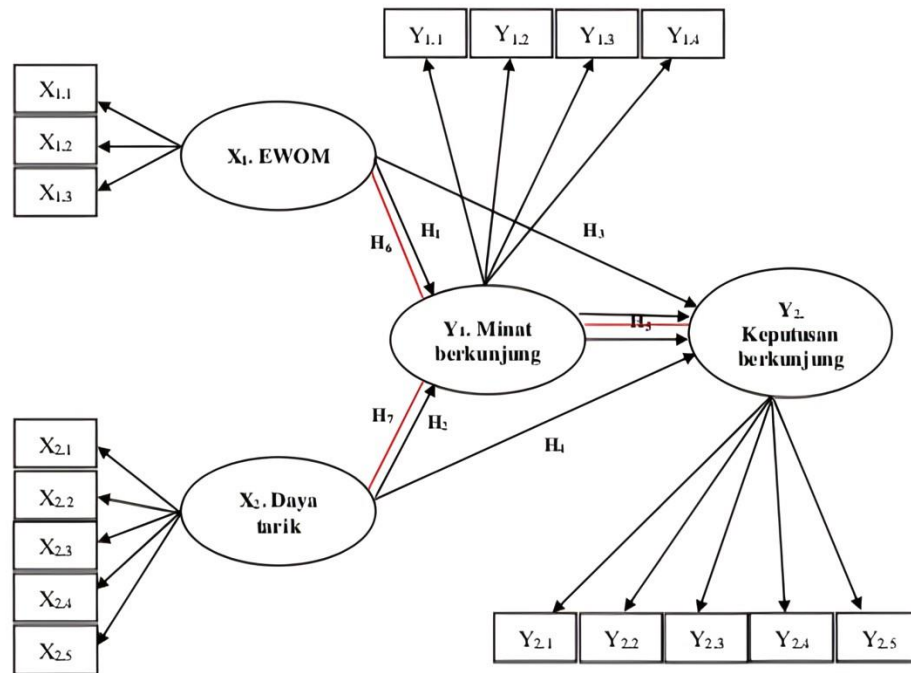 Y1.1
Y1.2
Y1.3
Y1.4
X1.1
X1.2
X1.3
X1. EWOM
H1
H6
H3
Y1. Minat
berkunjung
H5
Y2.
Keputusan
berkunjung
H7
H2
H4
X2.1
X2.2
X2.3
X2.4
X2.5
X2. Daya
tarik
Y2.1
Y2.2
Y2.3
Y2.4
Y2.5